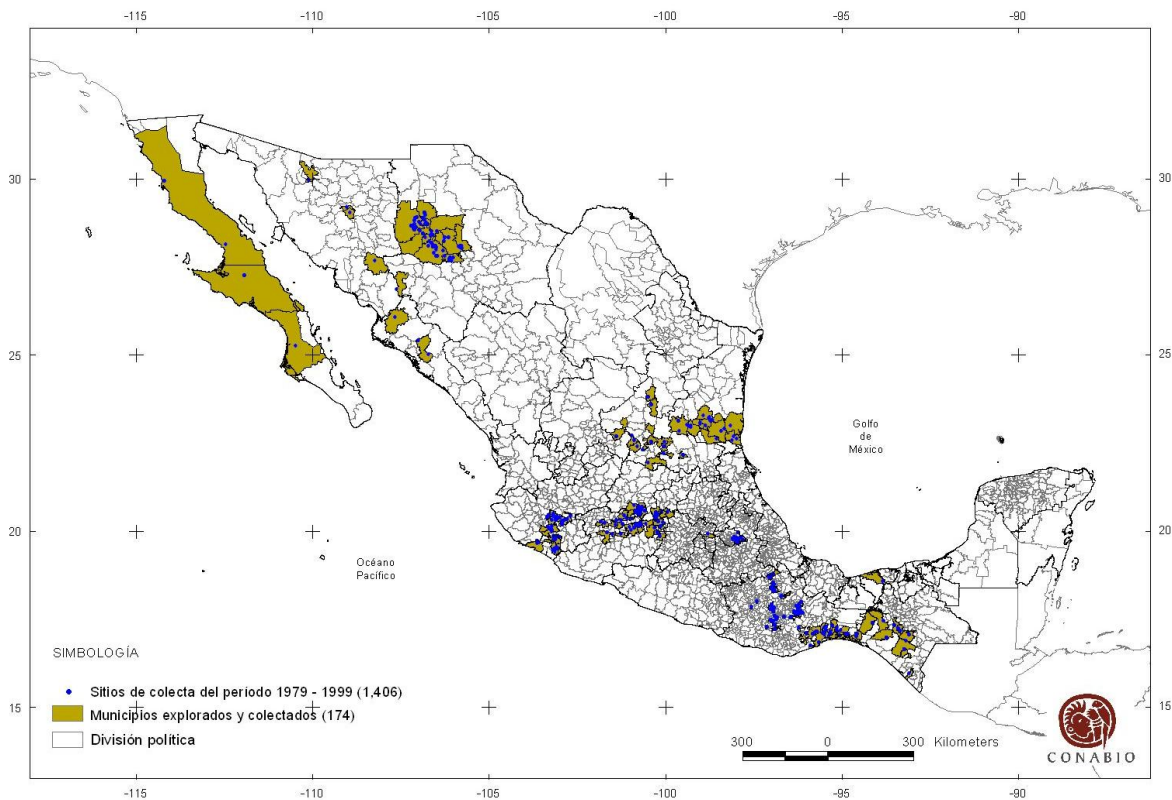 -115 -110 -105 -100 -95 -90
30 30
25 25
Golfo
de
México
20 20
Océano
Pacífico
SIMBOLOGÍA
Sitios de colecta del periodo 1979 - 1999 (1,406)
15 15
Municipios explorados y colectados (174)
División política
300 0 300 Kilometers
CONABIO
-115 -110 -105 -100 -95 -90